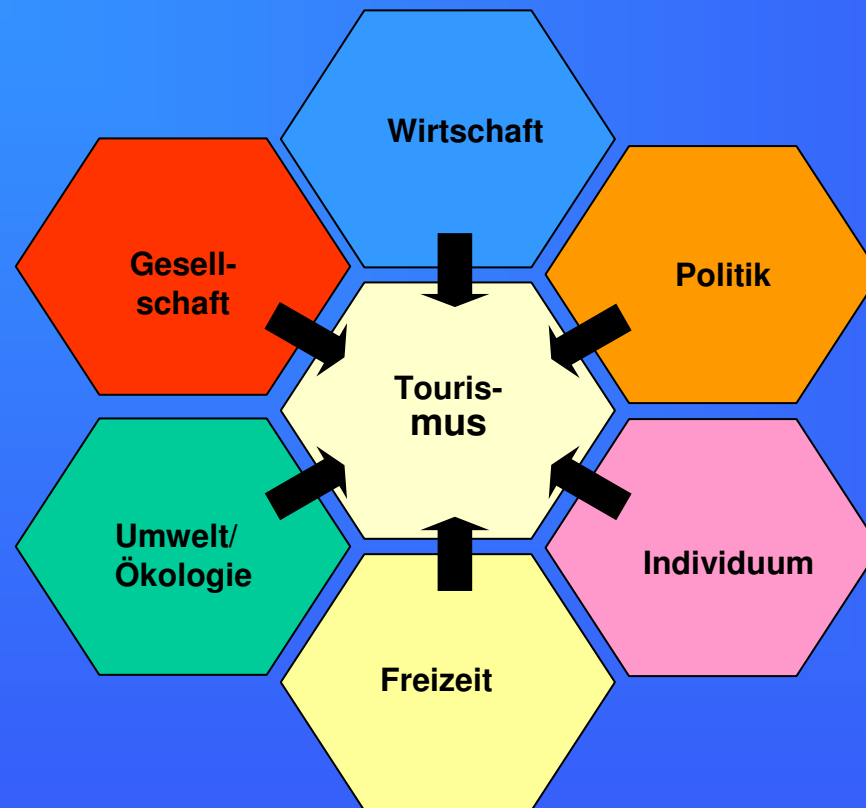 Wirtschaft
Gesell-
schaft
Politik
Touris-
mus
Umwelt/
Ökologie
Individuum
Freizeit